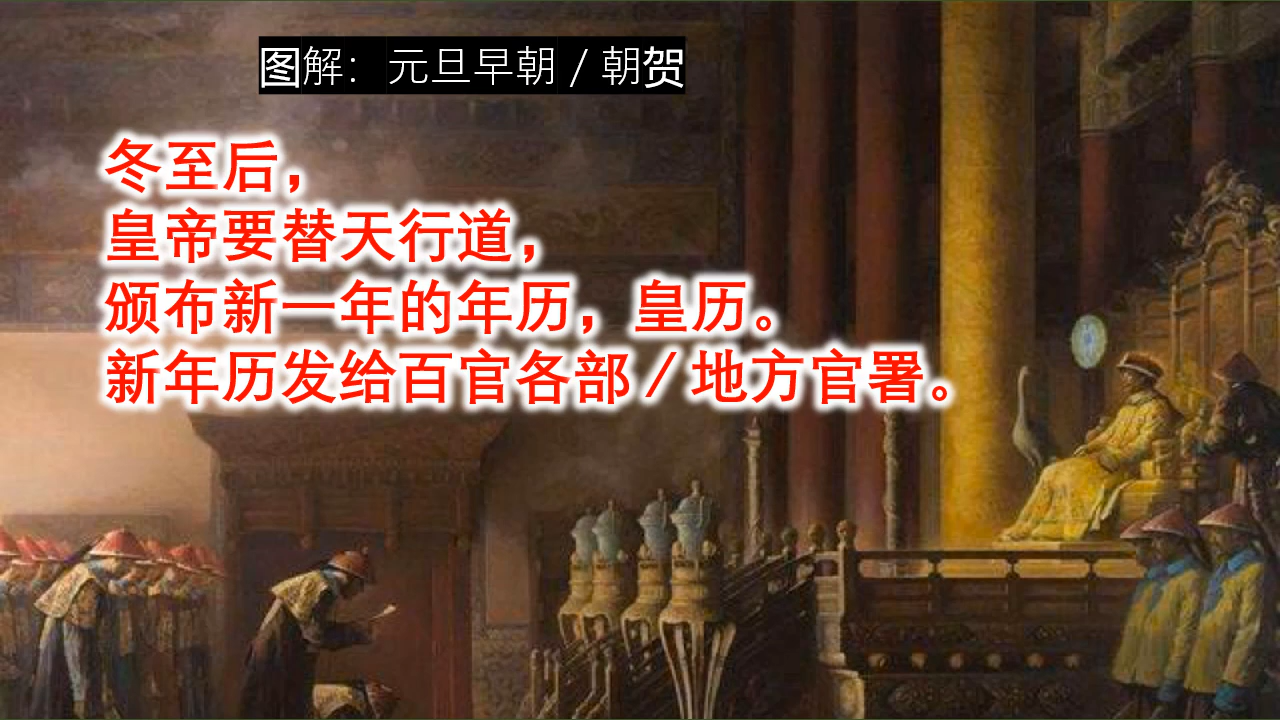 图解：元旦早朝／朝贺
冬至后，
皇帝要替天行道，
颁布新一年的年历，皇历。
新年历发给百官各部／地方官署。